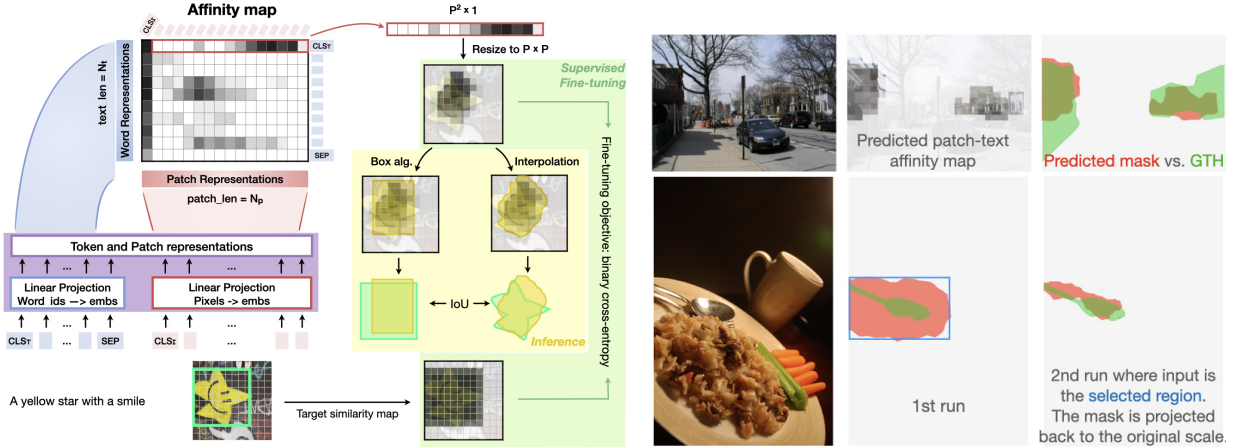 Affinity map
CLSI
P² x 1
CLST
Resize to P x P
text_len = Nt
Word Representations
SEP
Supervised
Fine-tuning
Patch Representations
patch_len = Np
Box alg.
Interpolation
Fine-tuning objective: binary cross-entropy
Token and Patch representations
...
...
Linear Projection
Word ids —> embs
Linear Projection
Pixels -> embs
IoU
Inference
...
...
CLST
...
SEP
CLSI
...
A yellow star with a smile
Target similarity map
Predicted patch-text
affinity map
Predicted mask vs. GTH
1st run
2nd run where input is
the selected region.
The mask is projected
back to the original scale.